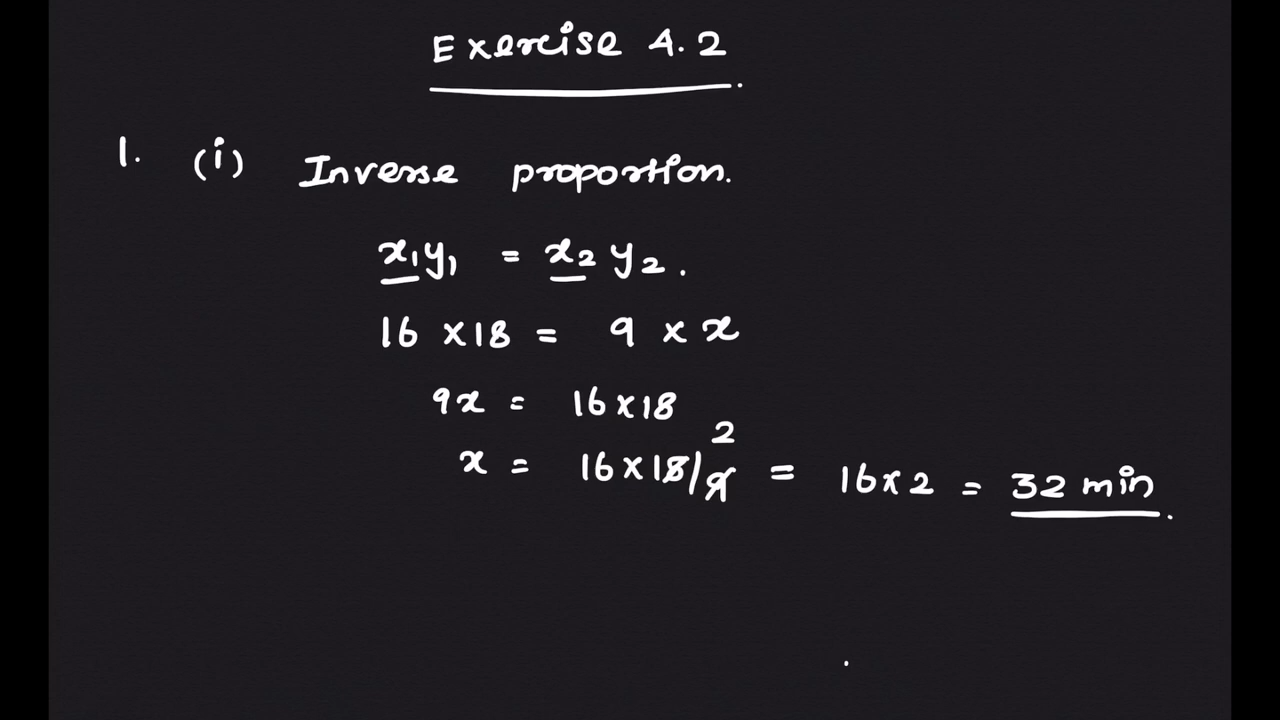 Exercise 4.2
1. (i) Inverse proportion.
x₁y₁ = x₂y₂.
16 × 18 = 9 × x
9x = 16 × 18
x = 16 × 18/9 2 = 16 × 2 = 32 min.